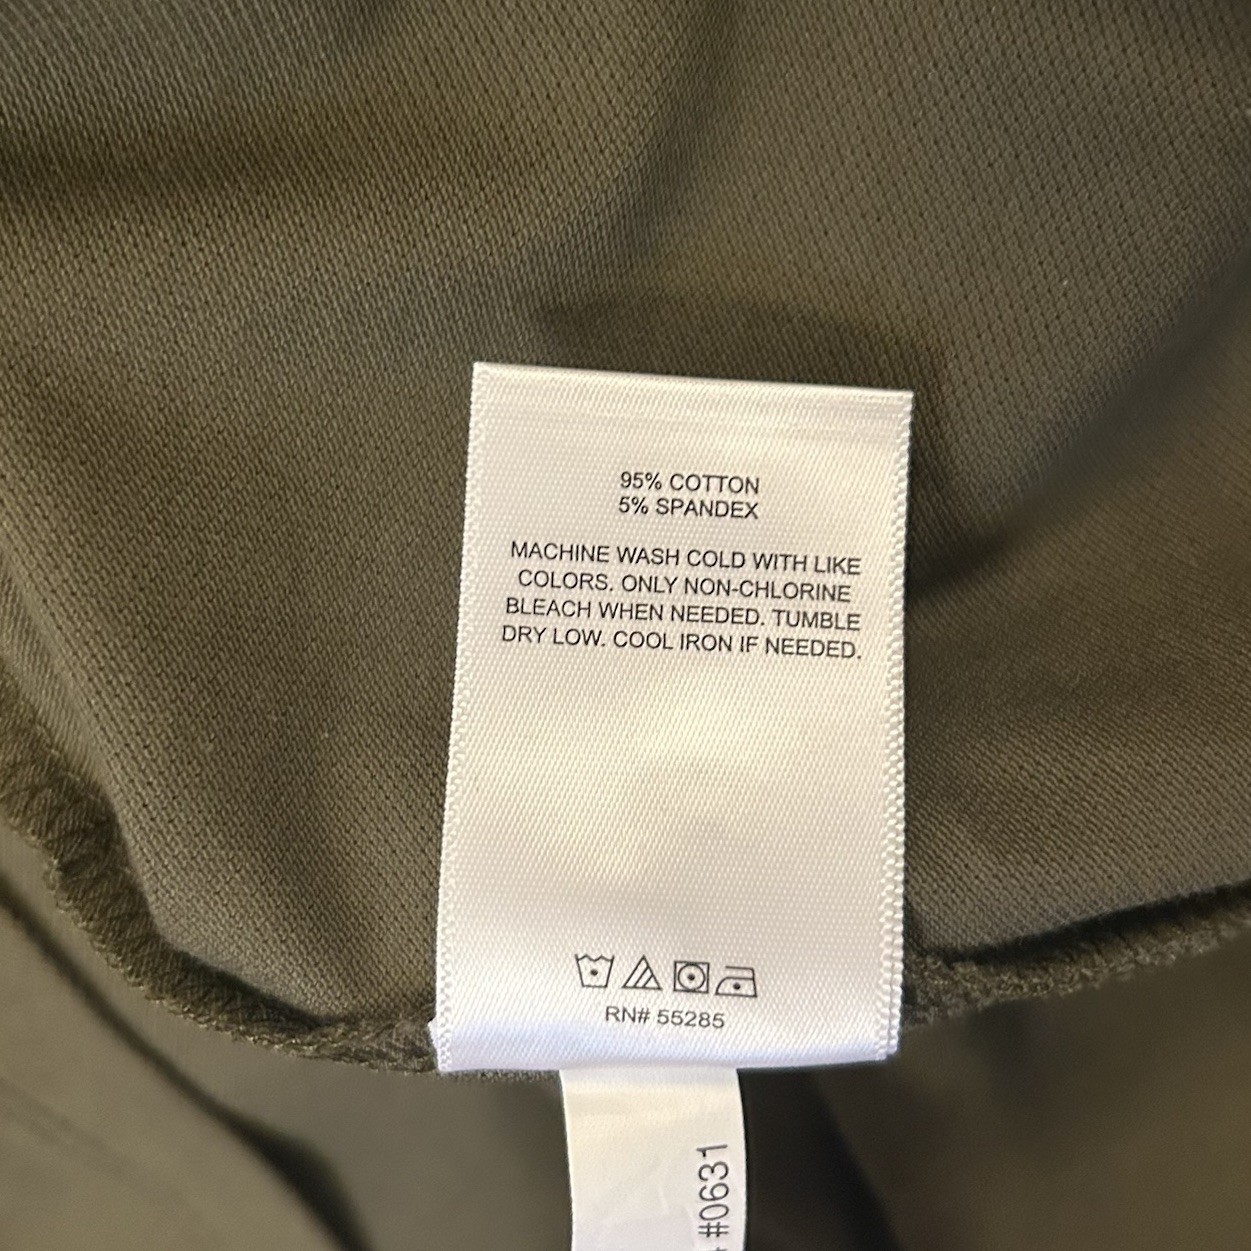 95% COTTON
5% SPANDEX
MACHINE WASH COLD WITH LIKE
COLORS. ONLY NON-CHLORINE
BLEACH WHEN NEEDED. TUMBLE
DRY LOW. COOL IRON IF NEEDED.
RN# 55285
#0631